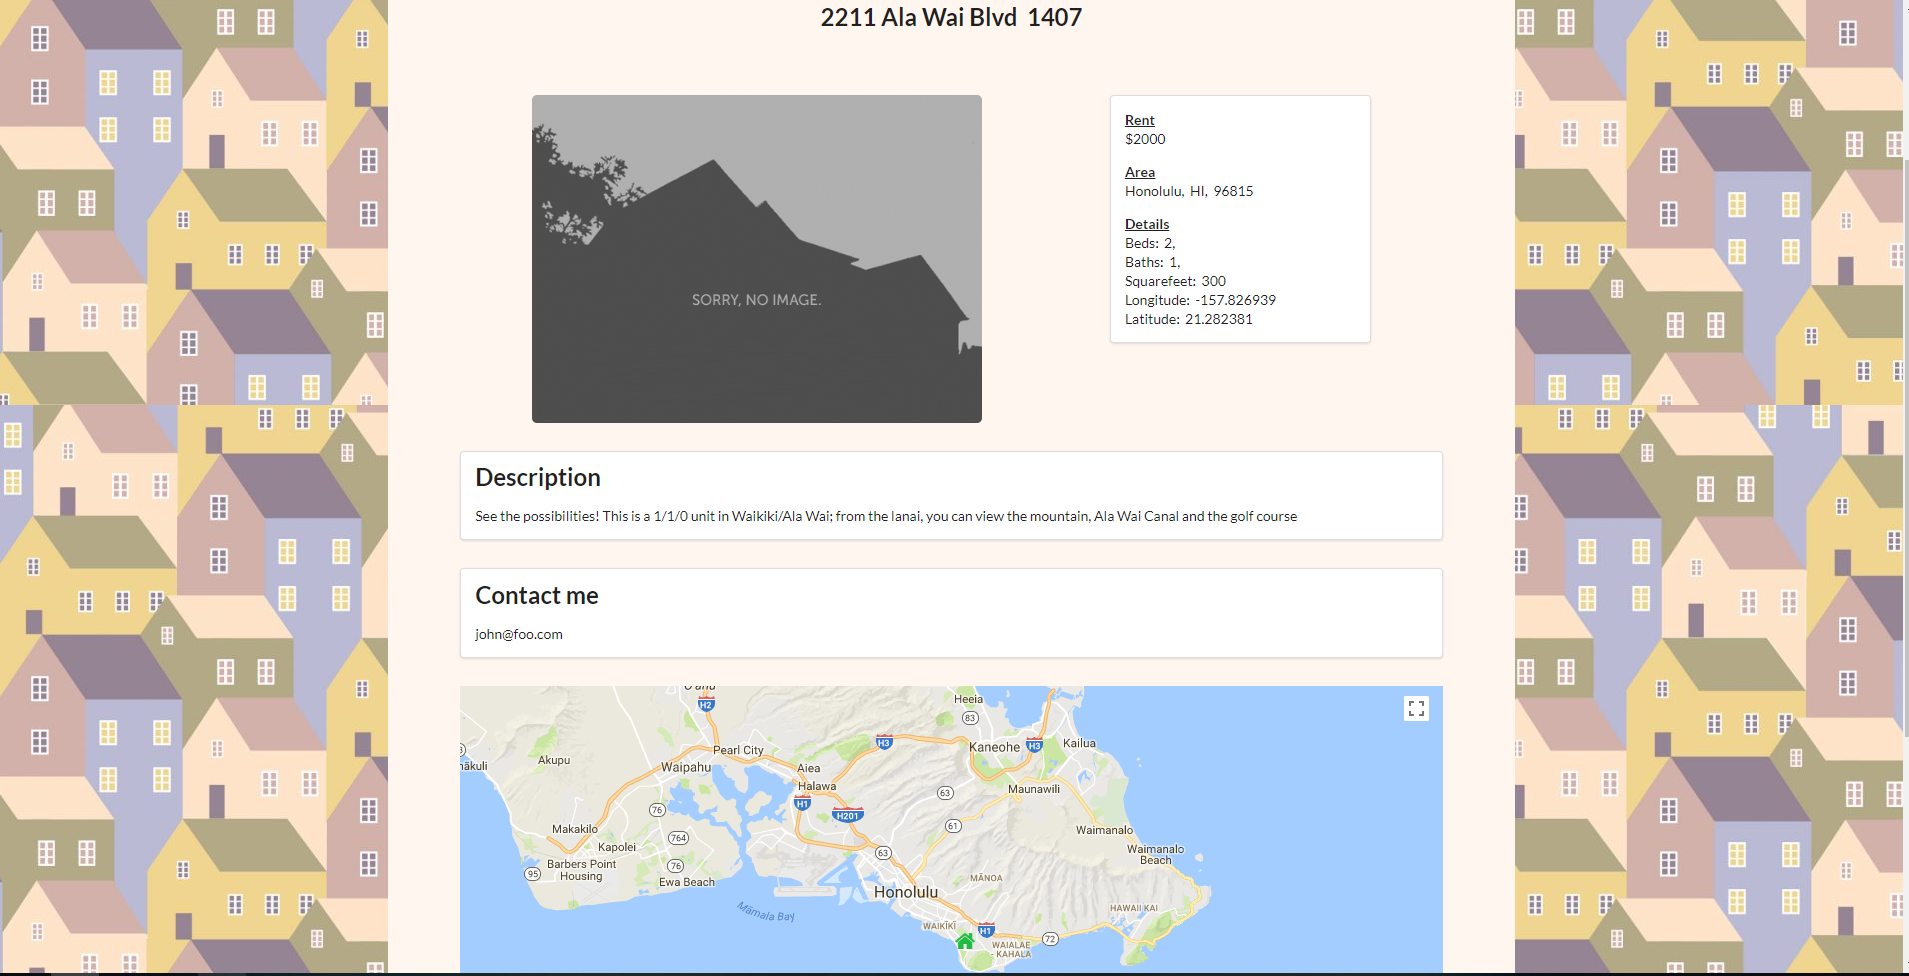 2211 Ala Wai Blvd 1407
SORRY, NO IMAGE.
Rent
$2000
Area
Honolulu, HI, 96815
Details
Beds: 2,
Baths: 1,
Squarefeet: 300
Longitude: -157.826939
Latitude: 21.282381
Description
See the possibilities! This is a 1/1/0 unit in Waikiki/Ala Wai; from the lanai, you can view the mountain, Ala Wai Canal and the golf course
Contact me
john@foo.com
H2
Heeia
83
H3
Kaneohe
H3
Kailua
Pearl City
Akupu
Waipahu
Aiea
Halawa
H1
H201
63
Maunawili
76
61
Makakilo
764
Waimanalo
Kapolei
63
Waimanalo
Beach
Barbers Point
Housing
76
95
Ewa Beach
MĀNOA
Honolulu
Māmala Bay
HAWAII KAI
WAIKĪKĪ
H1
72
WAIALAE
- KAHALA